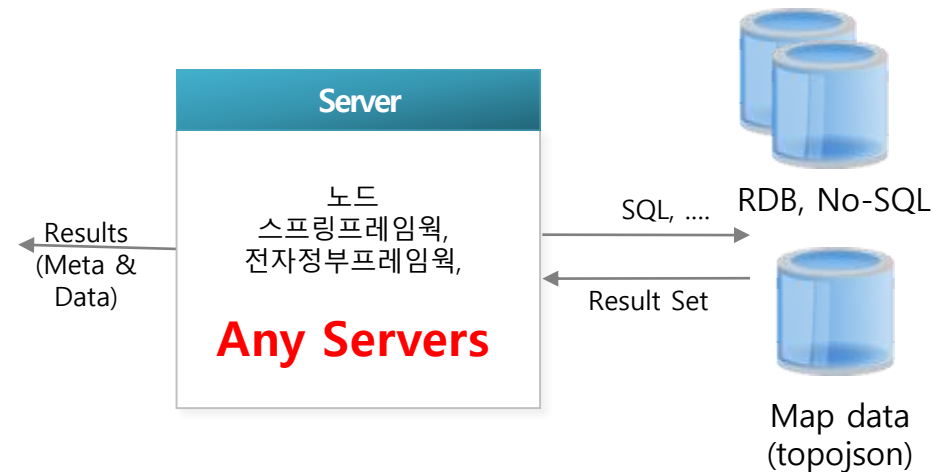 Server
노드
스프링프레임웍,
전자정부프레임웍,
Any Servers
Results
(Meta &
Data)
SQL, ....
Result Set
RDB, No-SQL
Map data
(topojson)